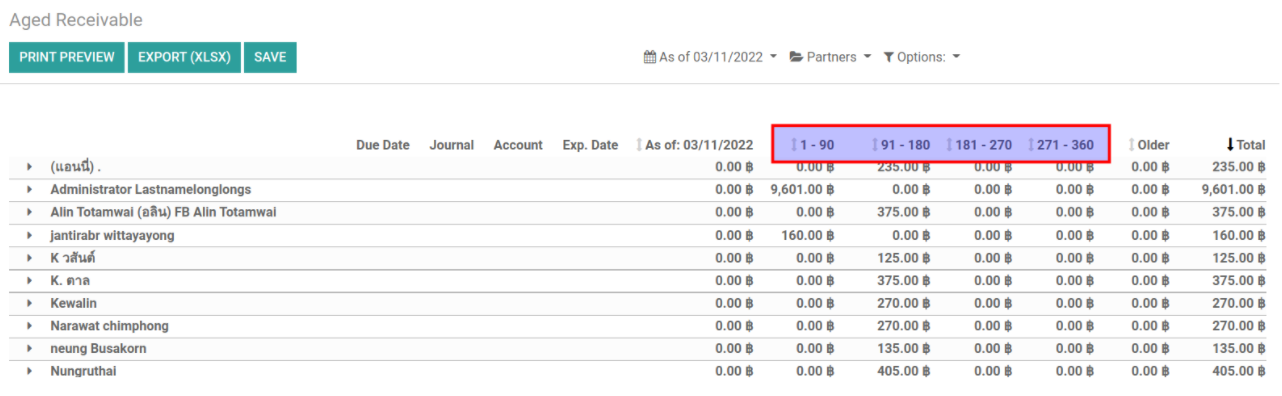 Aged Receivable
PRINT PREVIEW EXPORT (XLSX) SAVE As of 03/11/2022 Partners Options:
Due Date Journal Account Exp. Date As of: 03/11/2022 1 - 90 91 - 180 181 - 270 271 - 360 Older Total
(แอนนี่) . 0.00 ฿ 0.00 ฿ 235.00 ฿ 0.00 ฿ 0.00 ฿ 0.00 ฿ 235.00 ฿
Administrator Lastnamelonglongs 0.00 ฿ 9,601.00 ฿ 0.00 ฿ 0.00 ฿ 0.00 ฿ 0.00 ฿ 9,601.00 ฿
Alin Totamwai (อลิน) FB Alin Totamwai 0.00 ฿ 0.00 ฿ 375.00 ฿ 0.00 ฿ 0.00 ฿ 0.00 ฿ 375.00 ฿
jantirabr wittayayong 0.00 ฿ 160.00 ฿ 0.00 ฿ 0.00 ฿ 0.00 ฿ 0.00 ฿ 160.00 ฿
K วสันต์ 0.00 ฿ 0.00 ฿ 125.00 ฿ 0.00 ฿ 0.00 ฿ 0.00 ฿ 125.00 ฿
K. ตาล 0.00 ฿ 0.00 ฿ 375.00 ฿ 0.00 ฿ 0.00 ฿ 0.00 ฿ 375.00 ฿
Kewalin 0.00 ฿ 0.00 ฿ 270.00 ฿ 0.00 ฿ 0.00 ฿ 0.00 ฿ 270.00 ฿
Narawat chimphong 0.00 ฿ 0.00 ฿ 270.00 ฿ 0.00 ฿ 0.00 ฿ 0.00 ฿ 270.00 ฿
neung Busakorn 0.00 ฿ 0.00 ฿ 135.00 ฿ 0.00 ฿ 0.00 ฿ 0.00 ฿ 135.00 ฿
Nungruthai 0.00 ฿ 0.00 ฿ 405.00 ฿ 0.00 ฿ 0.00 ฿ 0.00 ฿ 405.00 ฿